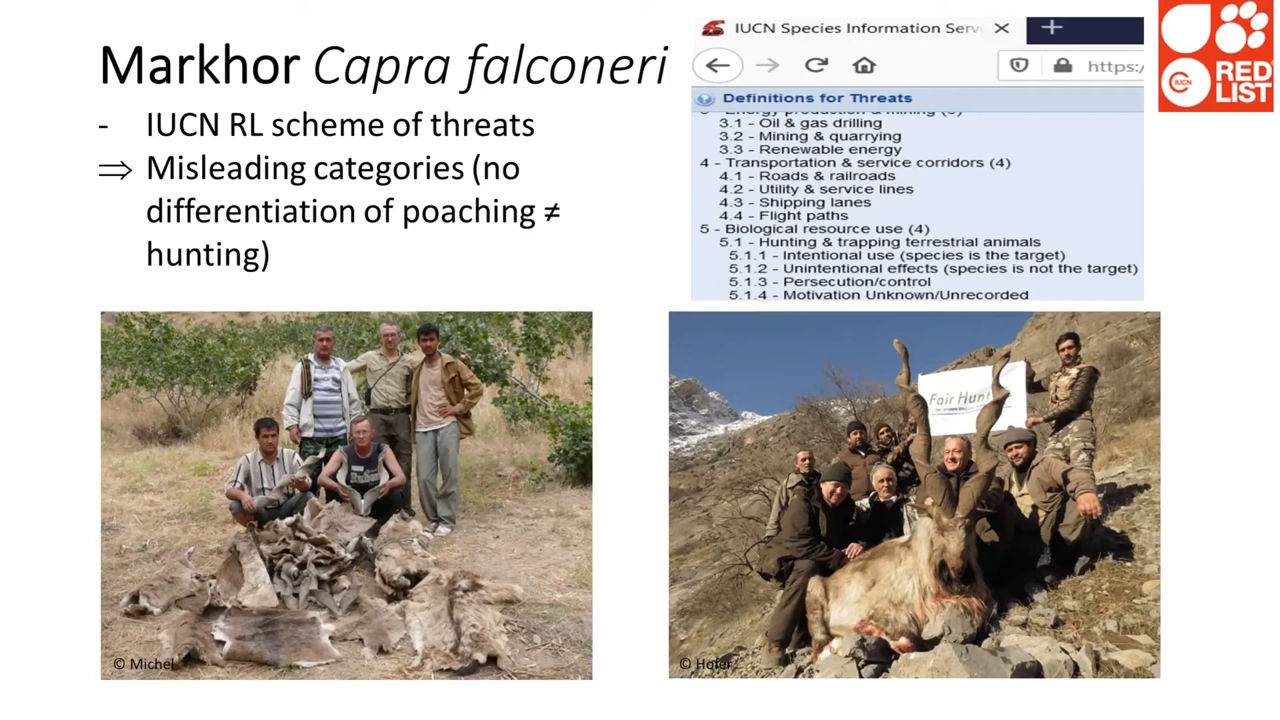 Markhor Capra falconeri
- IUCN RL scheme of threats
⇒ Misleading categories (no
differentiation of poaching ≠
hunting)
IUCN Species Information Serv
https:/
Definitions for Threats
3.1 - Oil & gas drilling
3.2 - Mining & quarrying
3.3 - Renewable energy
4 - Transportation & service corridors (4)
4.1 - Roads & railroads
4.2 - Utility & service lines
4.3 - Shipping lanes
4.4 - Flight paths
5 - Biological resource use (4)
5.1 - Hunting & trapping terrestrial animals
5.1.1 - Intentional use (species is the target)
5.1.2 - Unintentional effects (species is not the target)
5.1.3 - Persecution/control
5.1.4 - Motivation Unknown/Unrecorded
IUCN
RED
LIST
© Michel
Fair Hunt
© Hofer